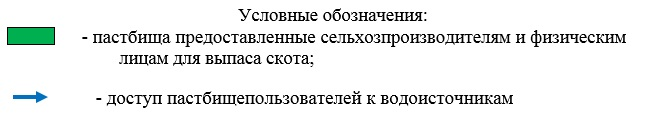 Условные обозначения:
- пастбища предоставленные сельхозпроизводителям и физическим
лицам для выпаса скота;
- доступ пастбищепользователей к водоисточникам